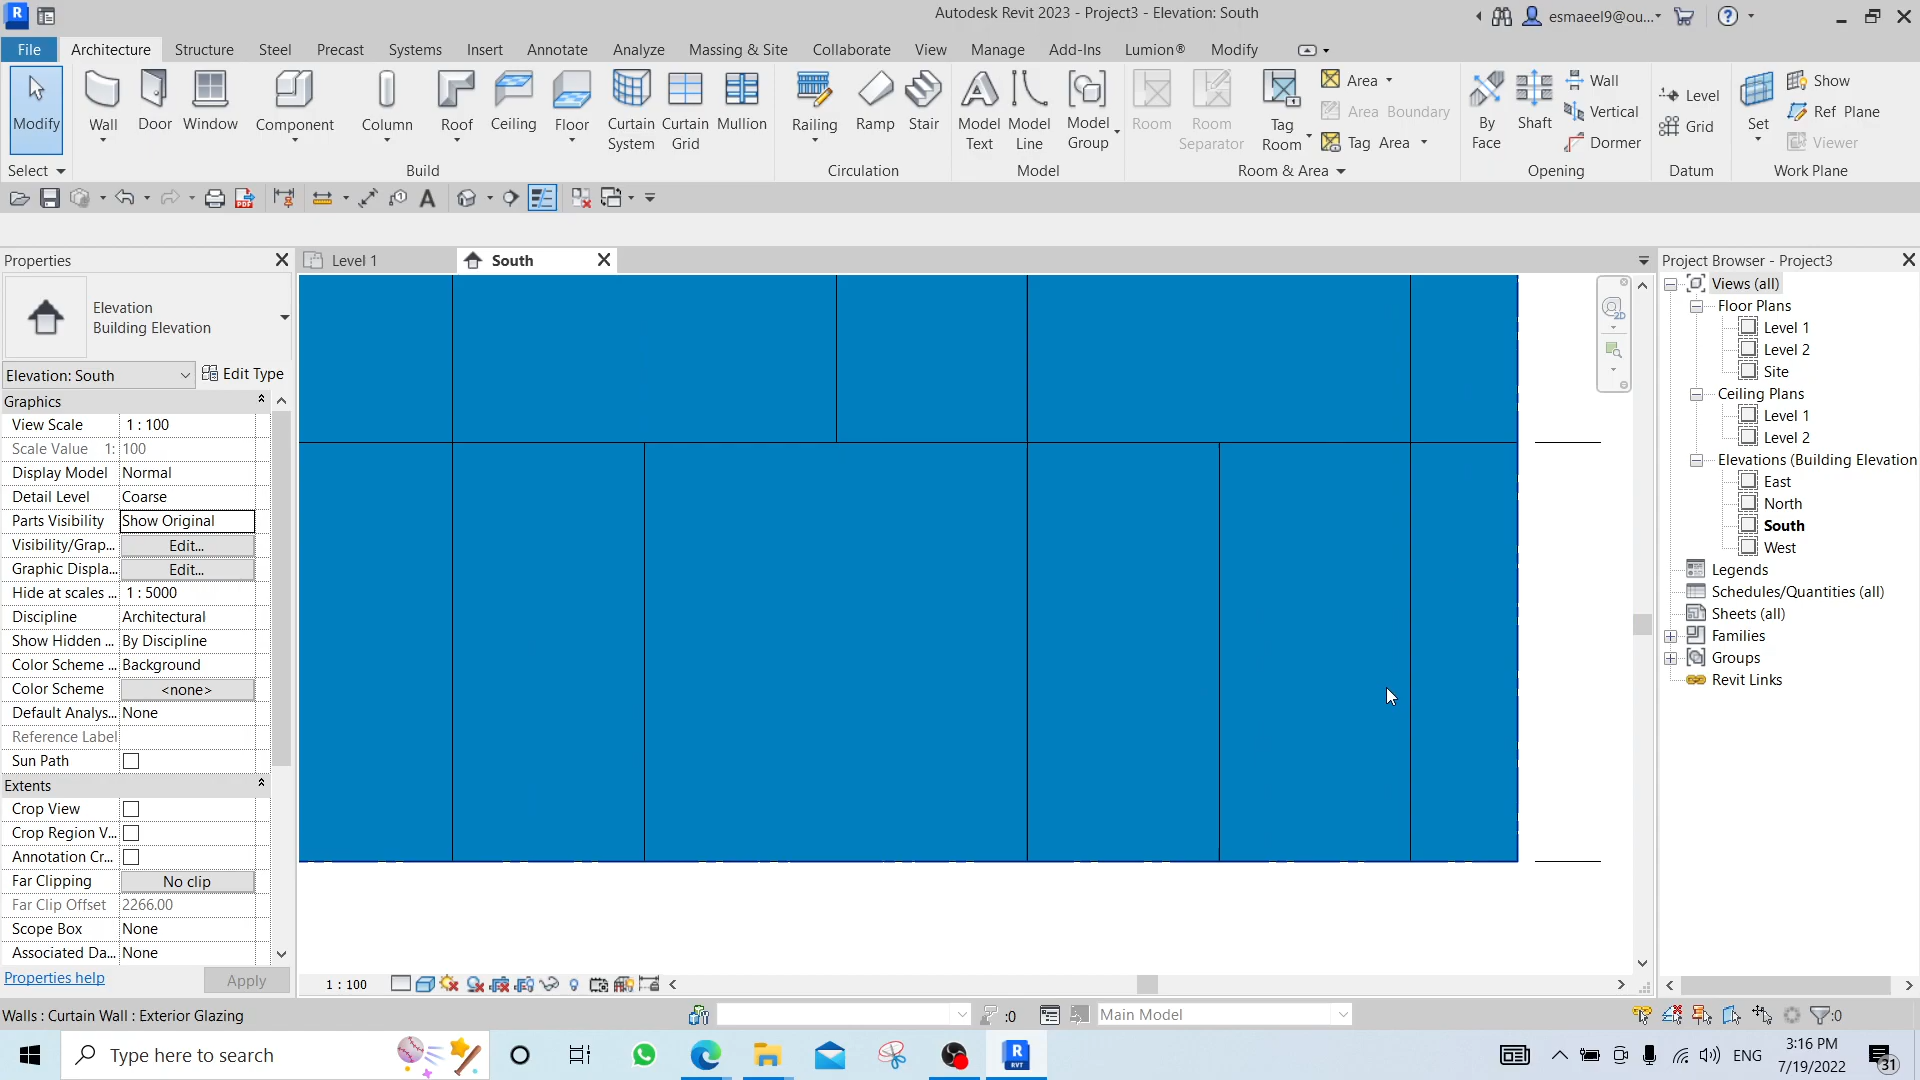 Autodesk Revit 2023 - Project3 - Elevation: South
esmaeel9@ou...
File Architecture Structure Steel Precast Systems Insert Annotate Analyze Massing & Site Collaborate View Manage Add-Ins Lumion® Modify
Modify
Wall
Door
Window
Component
Column
Roof
Ceiling
Floor
Curtain System
Curtain Grid
Mullion
Railing
Ramp
Stair
Model Text
Model Line
Model Group
Room
Room Separator
Tag Room
Area
Area Boundary
Tag Area
By Face
Shaft
Wall
Vertical
Dormer
Level
Grid
Set
Show
Ref Plane
Viewer
Select Build Circulation Model Room & Area Opening Datum Work Plane
Properties
Elevation
Building Elevation
Elevation: South Edit Type
Graphics
View Scale 1 : 100
Scale Value 1: 100
Display Model Normal
Detail Level Coarse
Parts Visibility Show Original
Visibility/Grap... Edit...
Graphic Displa... Edit...
Hide at scales ... 1 : 5000
Discipline Architectural
Show Hidden ... By Discipline
Color Scheme ... Background
Color Scheme <none>
Default Analys... None
Reference Label
Sun Path
Extents
Crop View
Crop Region V...
Annotation Cr...
Far Clipping No clip
Far Clip Offset 2266.00
Scope Box None
Associated Da... None
Properties help Apply
Level 1 South
2D
1 : 100
Project Browser - Project3
Views (all)
Floor Plans
Level 1
Level 2
Site
Ceiling Plans
Level 1
Level 2
Elevations (Building Elevation
East
North
South
West
Legends
Schedules/Quantities (all)
Sheets (all)
Families
Groups
Revit Links
Walls : Curtain Wall : Exterior Glazing
:0
Main Model
:0
Type here to search
ENG
3:16 PM
7/19/2022
31